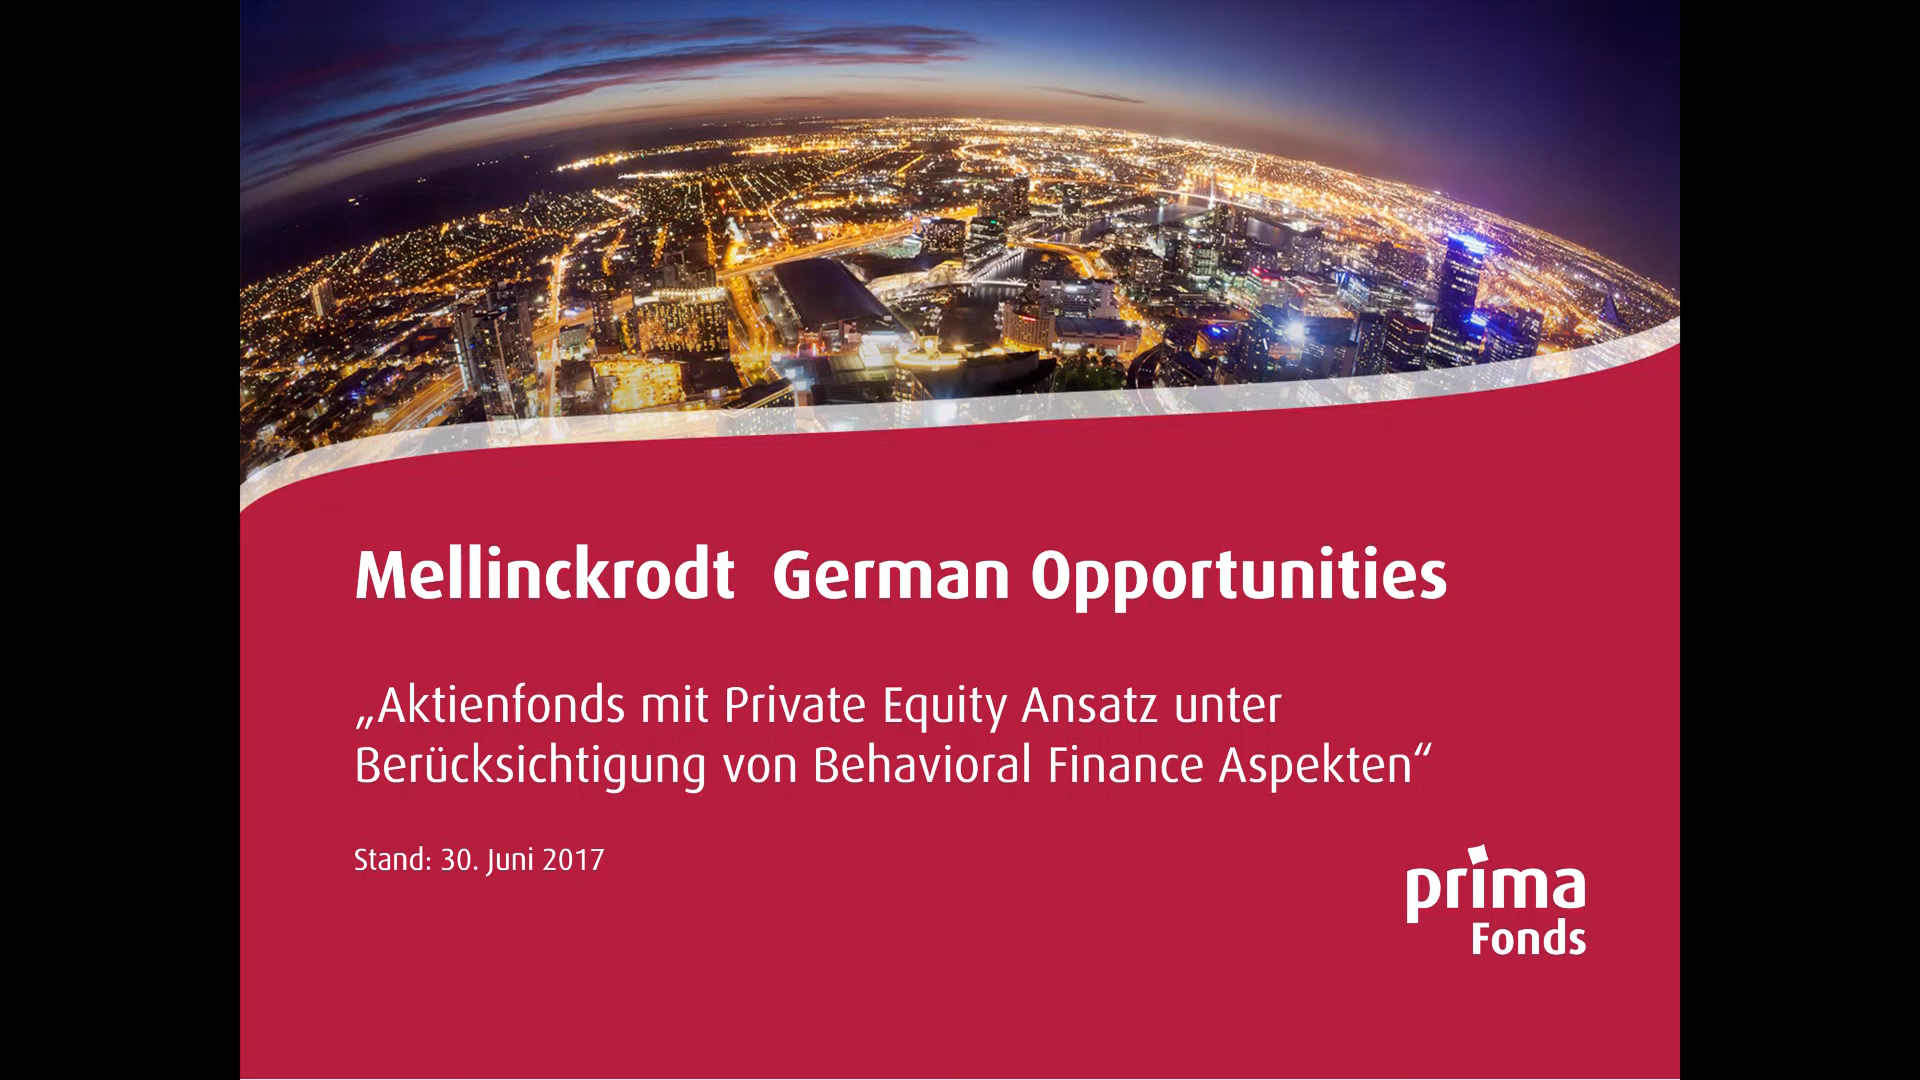 Mellinckrodt  German Opportunities
„Aktienfonds mit Private Equity Ansatz unter
Berücksichtigung von Behavioral Finance Aspekten“
Stand: 30. Juni 2017
prima
Fonds